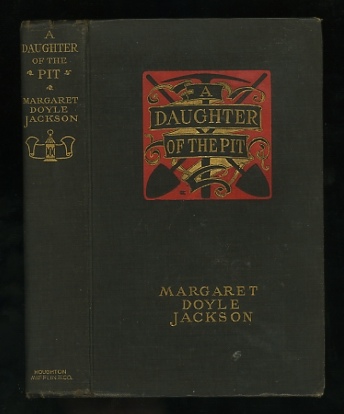 A
DAUGHTER
OF THE
PIT
MARGARET
DOYLE
JACKSON
HOUGHTON
MIFFLIN & CO.
A
DAUGHTER
OF THE PIT
MARGARET
DOYLE
JACKSON